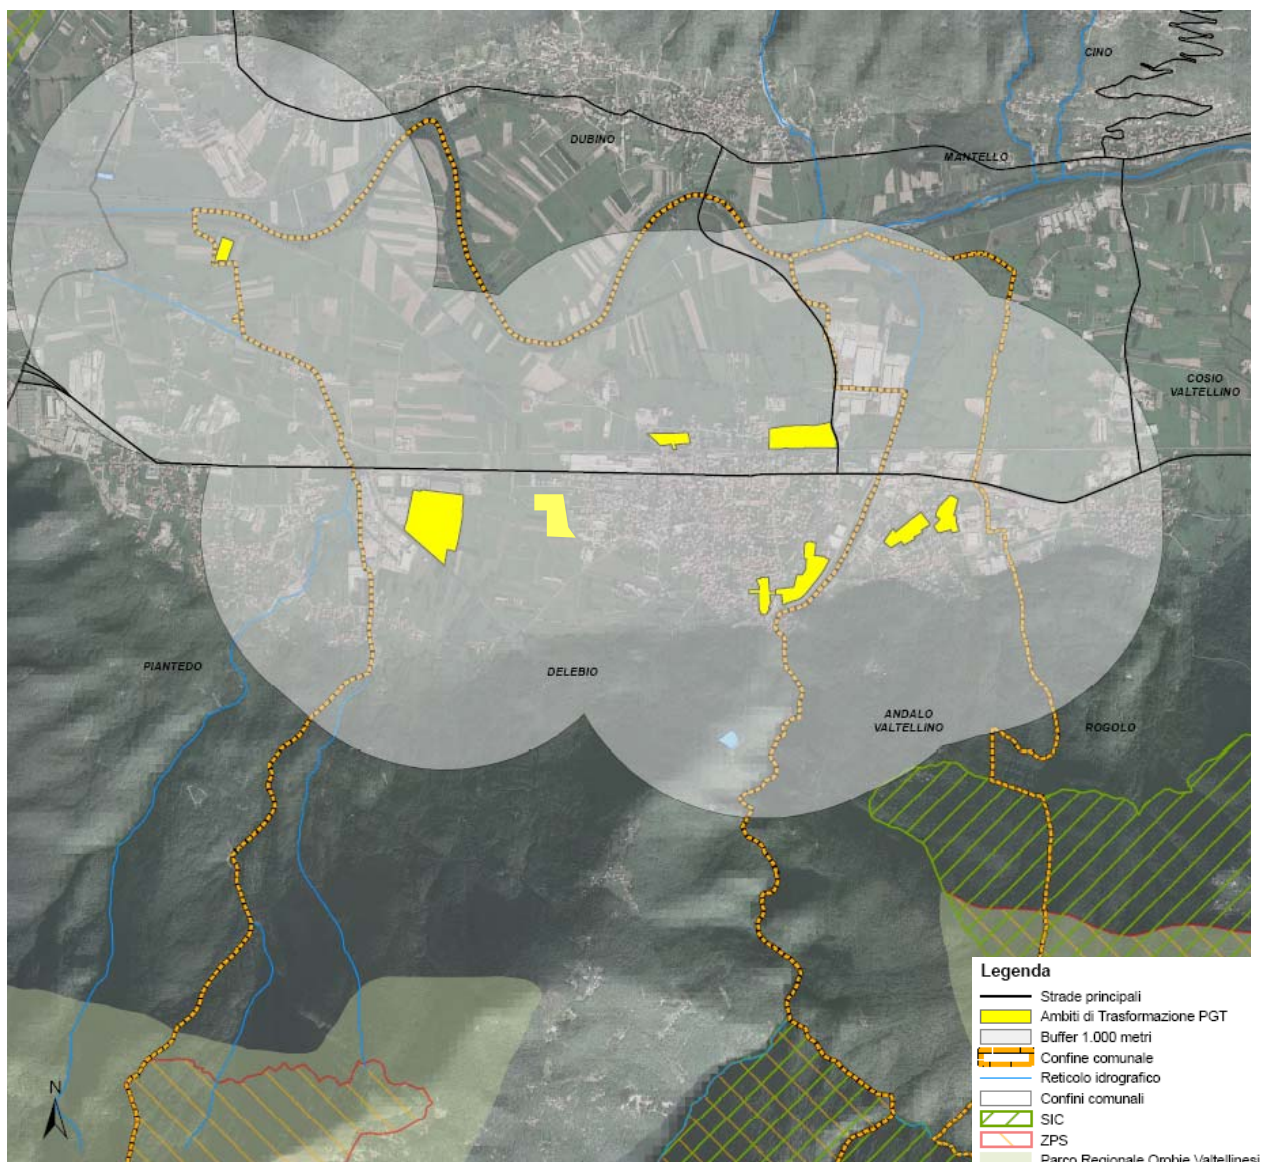 CINO
DUBINO
MANTELLO
COSIO
VALTELLINO
PIANTEDO
DELEBIO
ANDALO
VALTELLINO
ROGOLO
N
Legenda
Strade principali
Ambiti di Trasformazione PGT
Buffer 1.000 metri
Confine comunale
Reticolo idrografico
Confini comunali
SIC
ZPS
Parco Regionale Orobie Valtellinesi